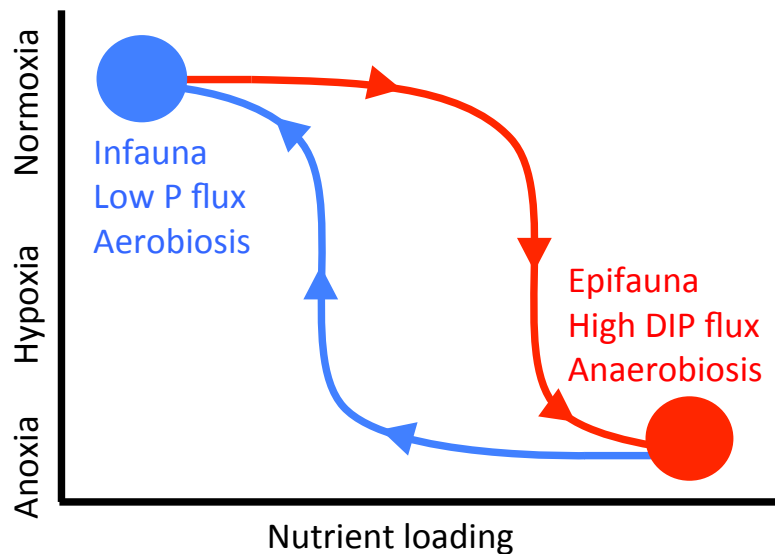 Normoxia
Hypoxia
Anoxia
Infauna
Low P flux
Aerobiosis
Epifauna
High DIP flux
Anaerobiosis
Nutrient loading